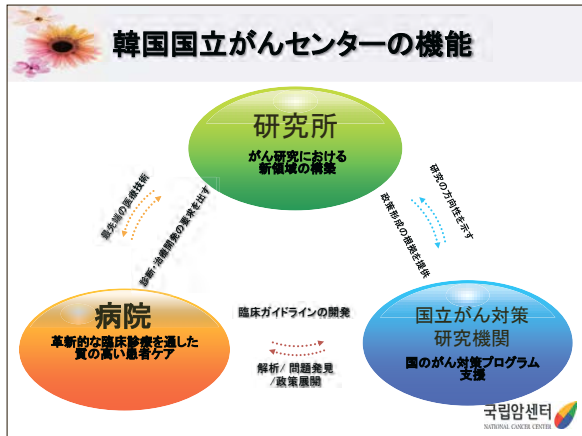 韓国国立がんセンターの機能
研究所
がん研究における
新領域の構築
最先端の医療技術
診断・治療開発の要求を出す
研究の方向性を示す
政策形成の根拠を提供
病院
革新的な臨床診療を通した
質の高い患者ケア
臨床ガイドラインの開発
解析/ 問題発見
/政策展開
国立がん対策
研究機関
国のがん対策プログラム
支援
국립암센터
NATIONAL CANCER CENTER